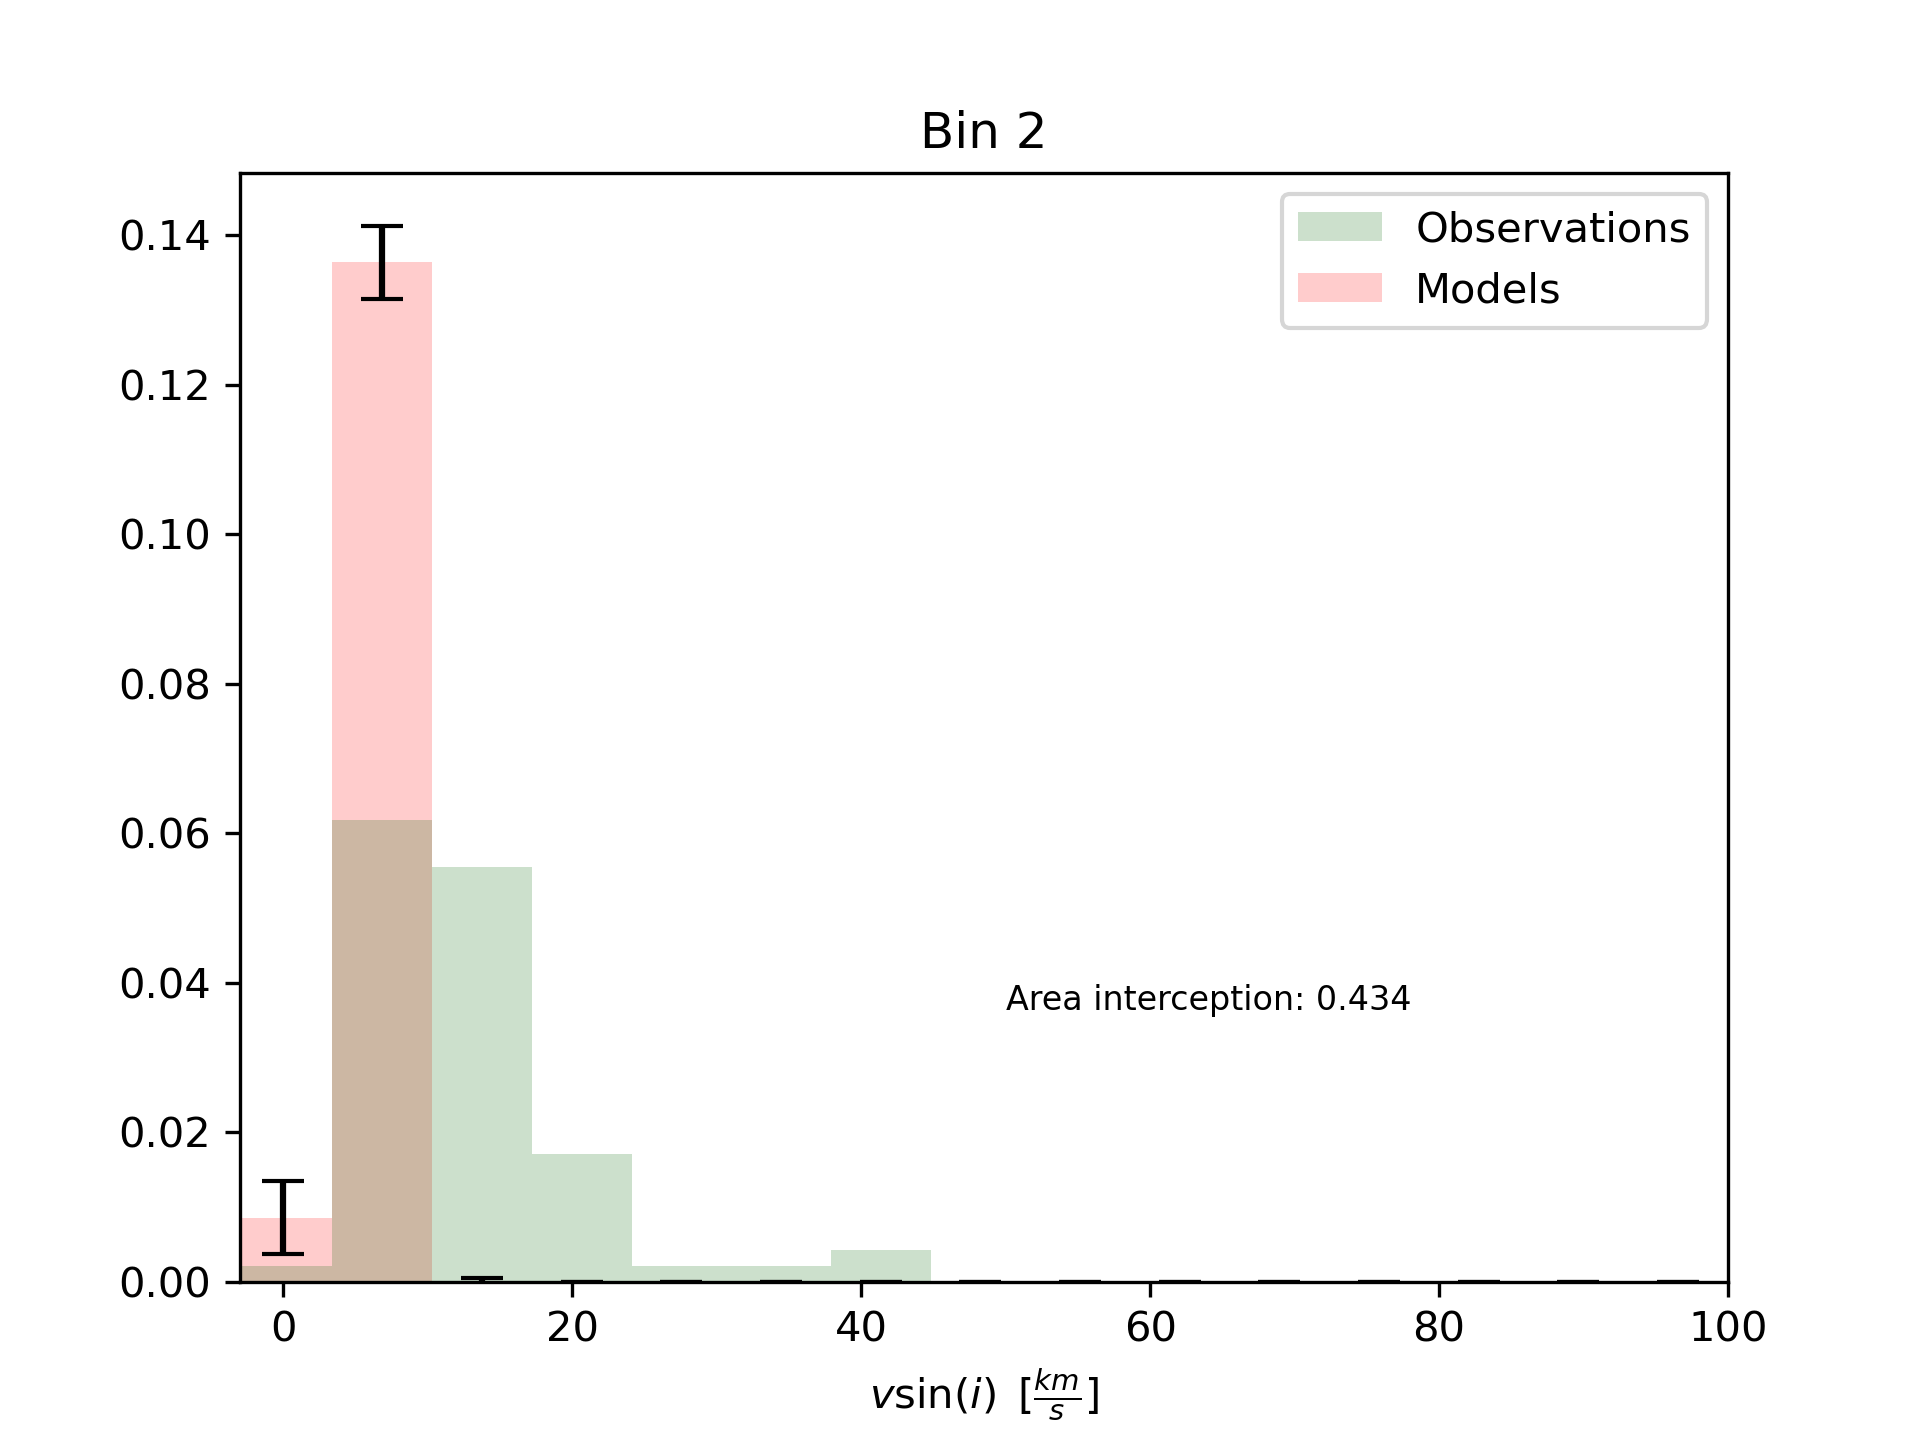 Bin 2
0.14
0.12
0.10
0.08
0.06
0.04
0.02
0.00
Observations
Models
Area interception: 0.434
0 20 40 60 80 100
vsin(i) [km/s]